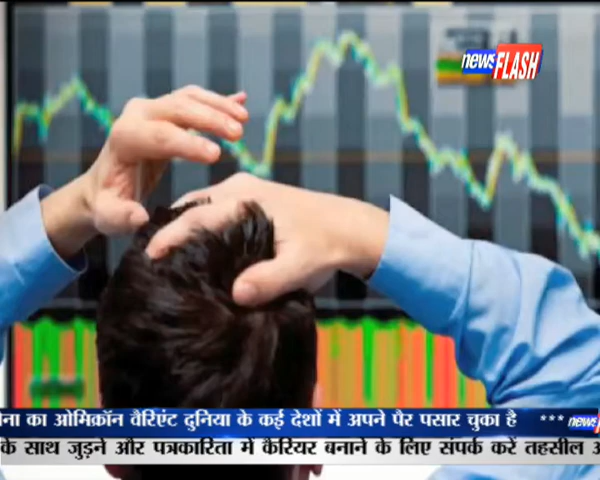 news
FLASH
ना का ओमिक्रॉन वैरिएंट दुनिया के कई देशों में अपने पैर पसार चुका है *** news
के साथ जुड़ने और पत्रकारिता में कैरियर बनाने के लिए संपर्क करें तहसील